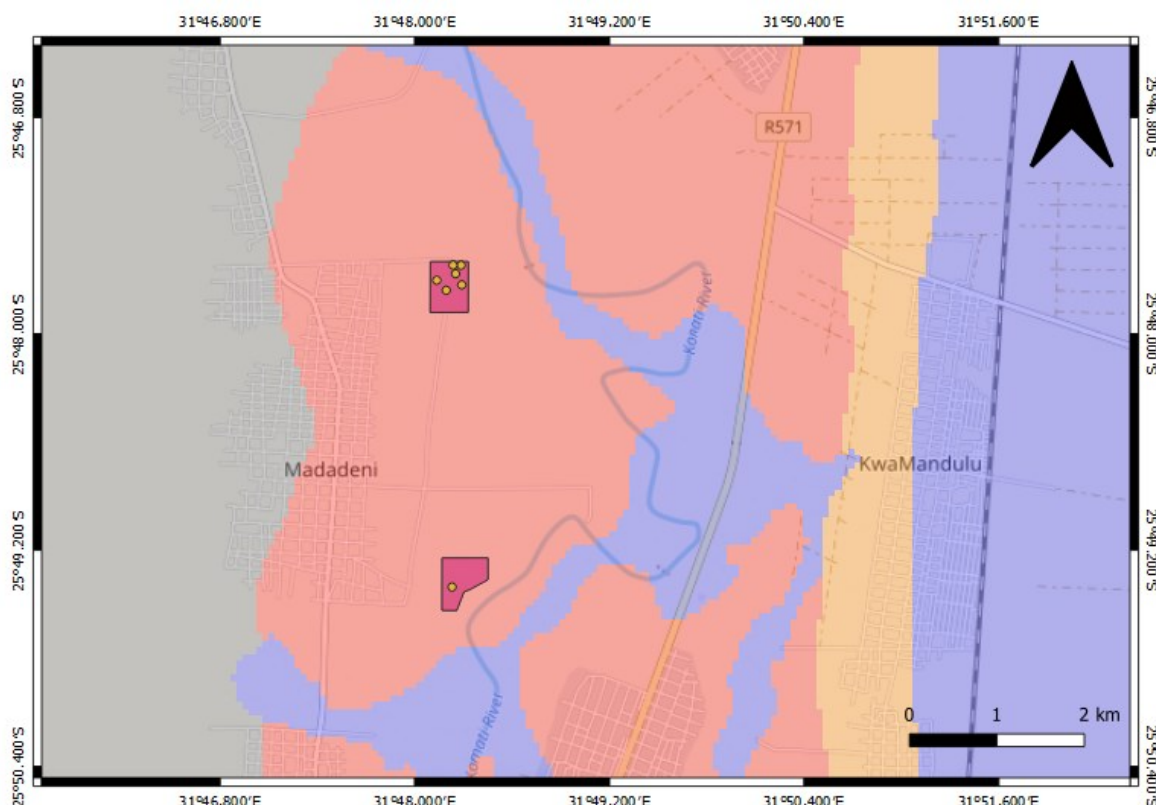 31°46.800'E 31°48.000'E 31°49.200'E 31°50.400'E 31°51.600'E
25°46.800'S 25°46.800'S
R571
Komati River
25°48.000'S 25°48.000'S
Madadeni
KwaMandulu
25°49.200'S 25°49.200'S
Komati River
0 1 2 km
25°50.400'S 25°50.400'S
31°46.800'E 31°48.000'E 31°49.200'E 31°50.400'E 31°51.600'E